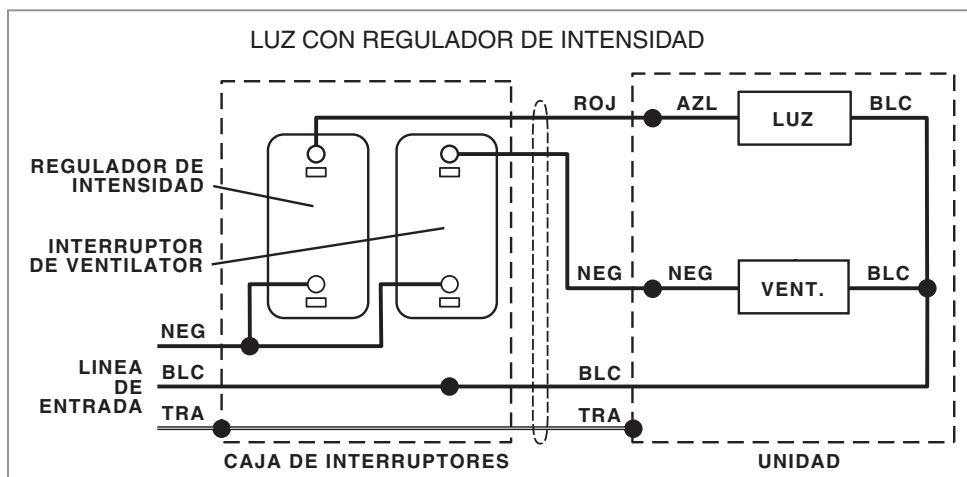 LUZ CON REGULADOR DE INTENSIDAD
ROJ
AZL
LUZ
BLC
REGULADOR DE
INTENSIDAD
INTERRUPTOR
DE VENTILATOR
NEG
NEG
VENT.
BLC
NEG
LINEA
DE
ENTRADA
BLC
BLC
TRA
TRA
CAJA DE INTERRUPTORES
UNIDAD